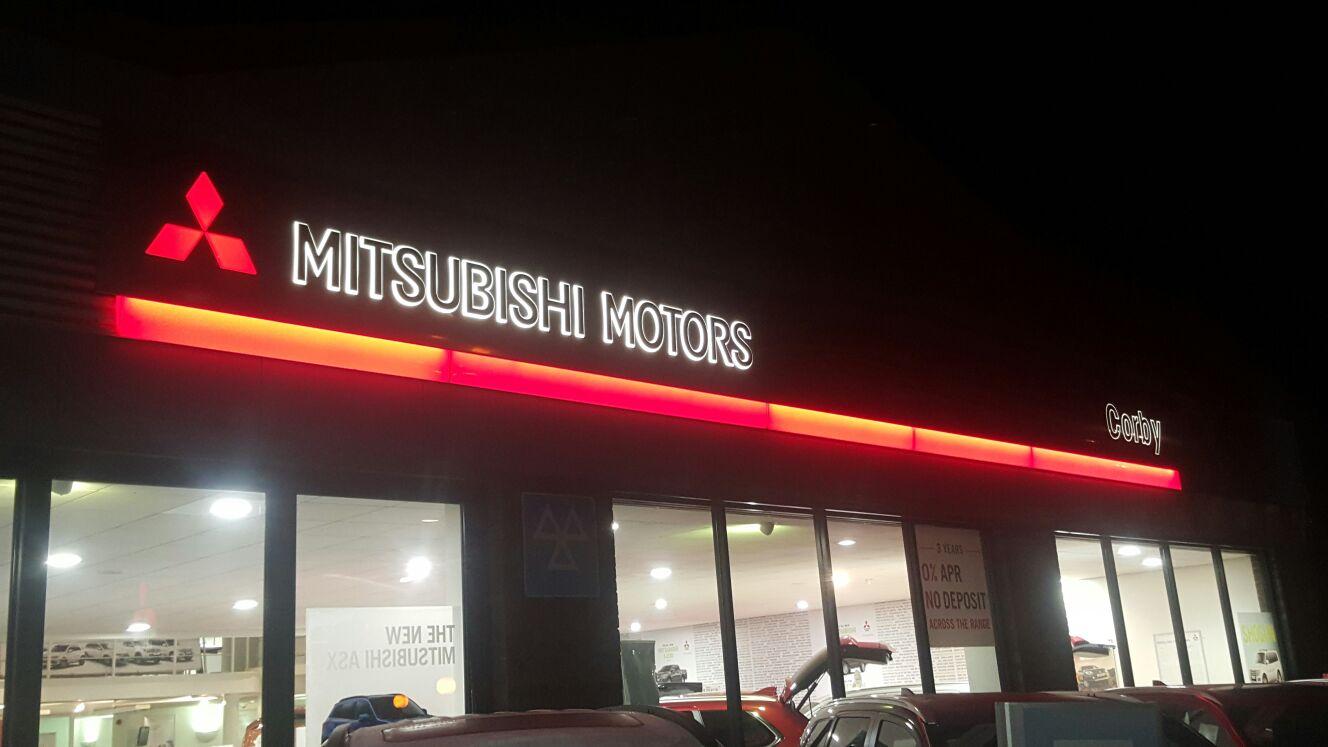 MITSUBISHI MOTORS
Corby
THE NEW
MITSUBISHI ASX
3 YEARS
0% APR
NO DEPOSIT
ACROSS THE RANGE